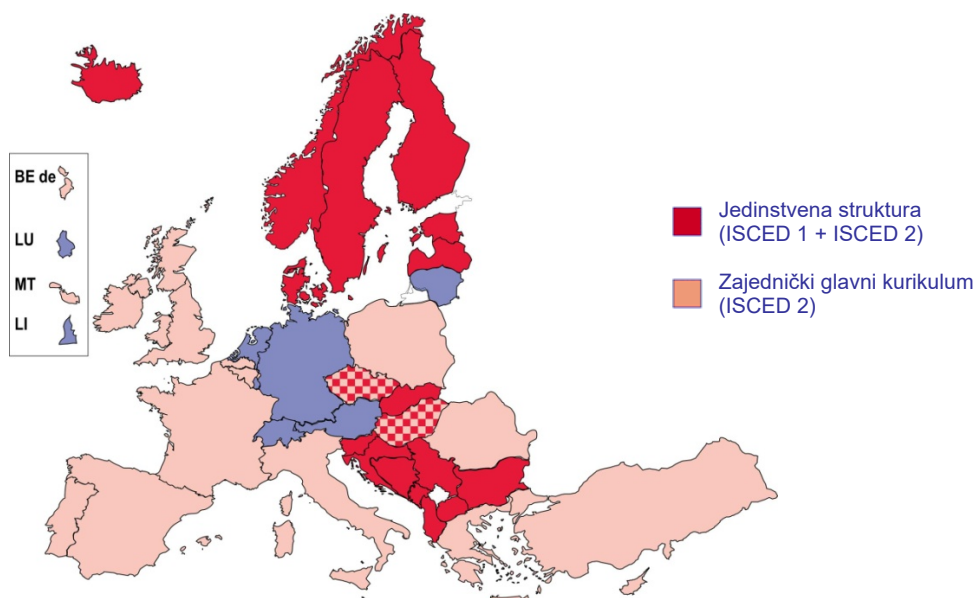 BE de
LU
MT
LI
Jedinstvena struktura
(ISCED 1 + ISCED 2)
Zajednički glavni kurikulum
(ISCED 2)